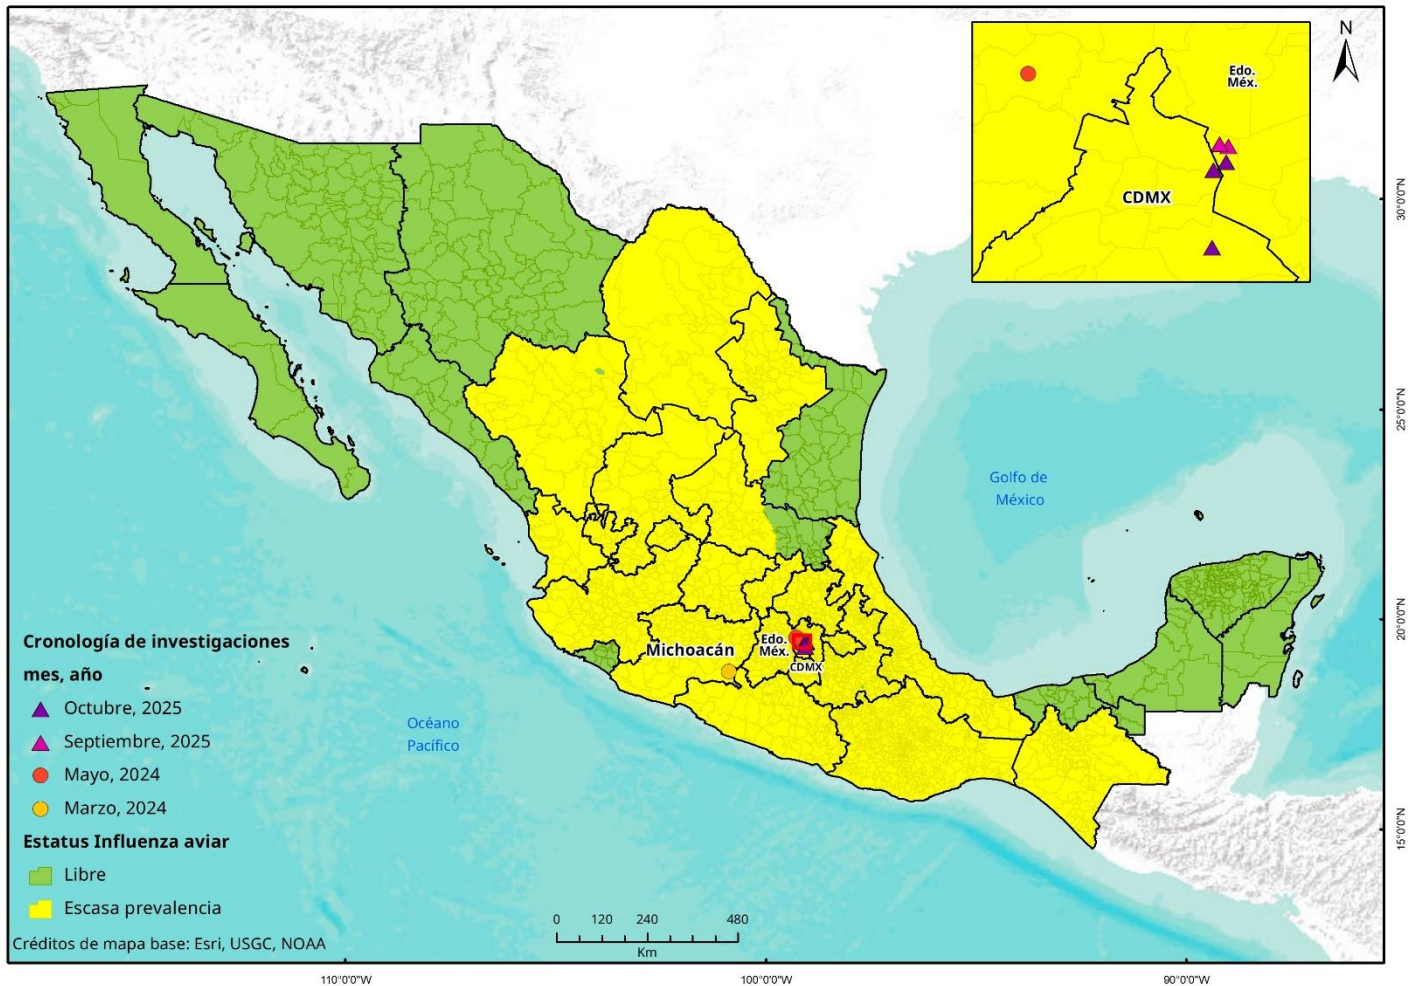 N
Edo.
Méx.
CDMX
30°0'0"N
25°0'0"N
Golfo de
México
20°0'0"N
Cronología de investigaciones
mes, año
Octubre, 2025
Septiembre, 2025
Mayo, 2024
Marzo, 2024
Estatus Influenza aviar
Libre
Escasa prevalencia
Créditos de mapa base: Esri, USGC, NOAA
Michoacán
Edo.
Méx.
CDMX
Océano
Pacífico
15°0'0"N
0 120 240 480
Km
110°0'0"W 100°0'0"W 90°0'0"W